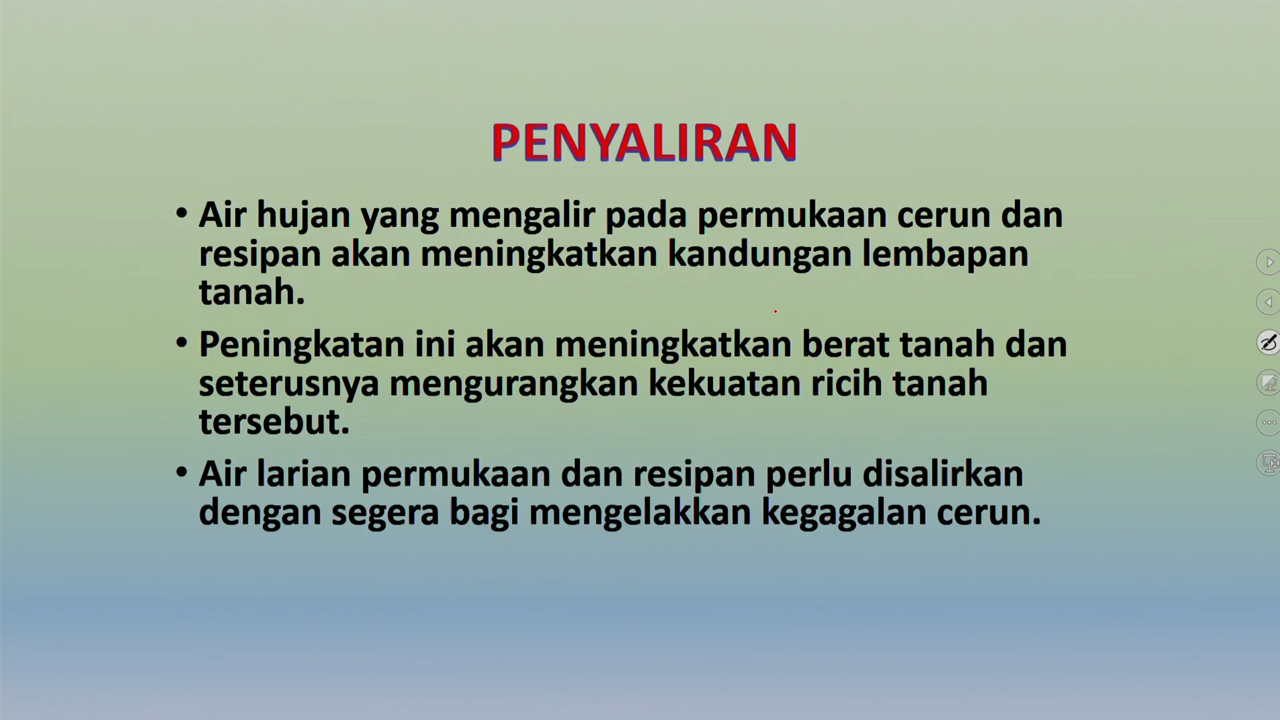 PENYALIRAN
• Air hujan yang mengalir pada permukaan cerun dan
resipan akan meningkatkan kandungan lembapan
tanah.
• Peningkatan ini akan meningkatkan berat tanah dan
seterusnya mengurangkan kekuatan ricih tanah
tersebut.
• Air larian permukaan dan resipan perlu disalirkan
dengan segera bagi mengelakkan kegagalan cerun.